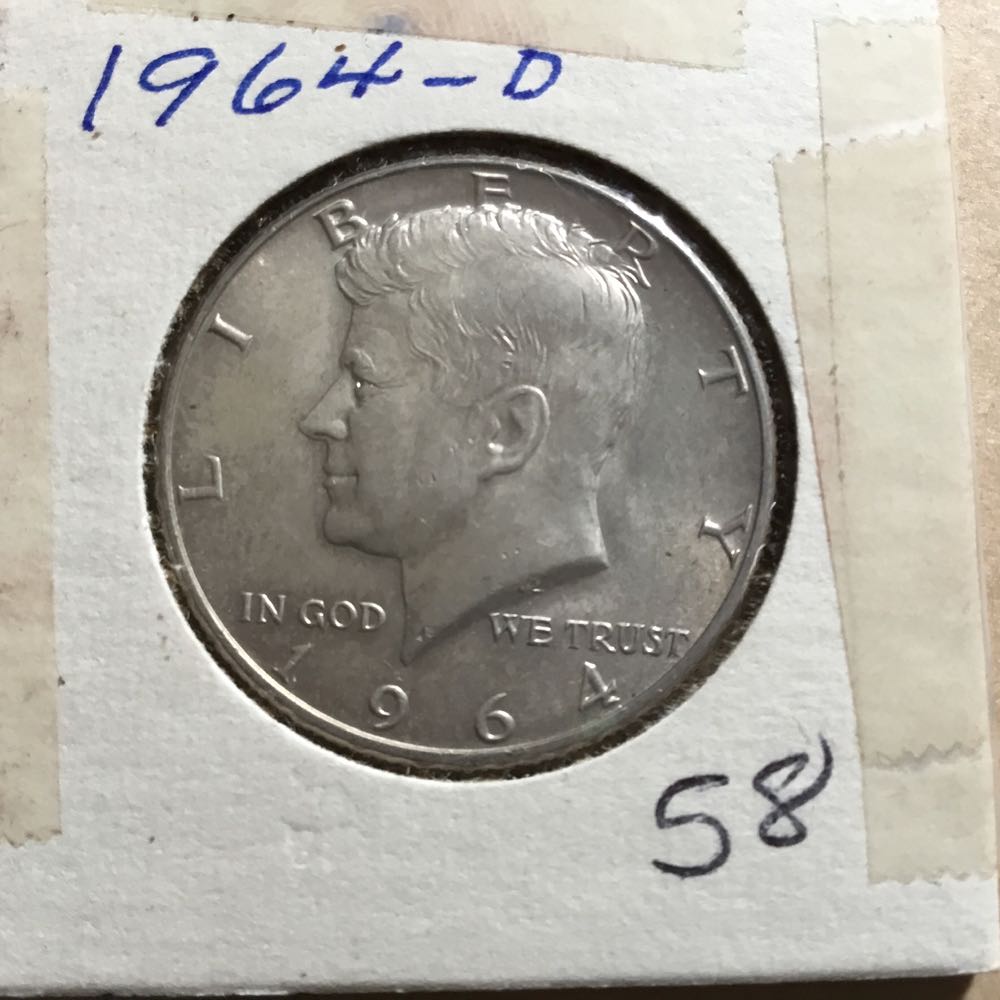 1964-D
LIBERTY
IN GOD WE TRUST
1964
58